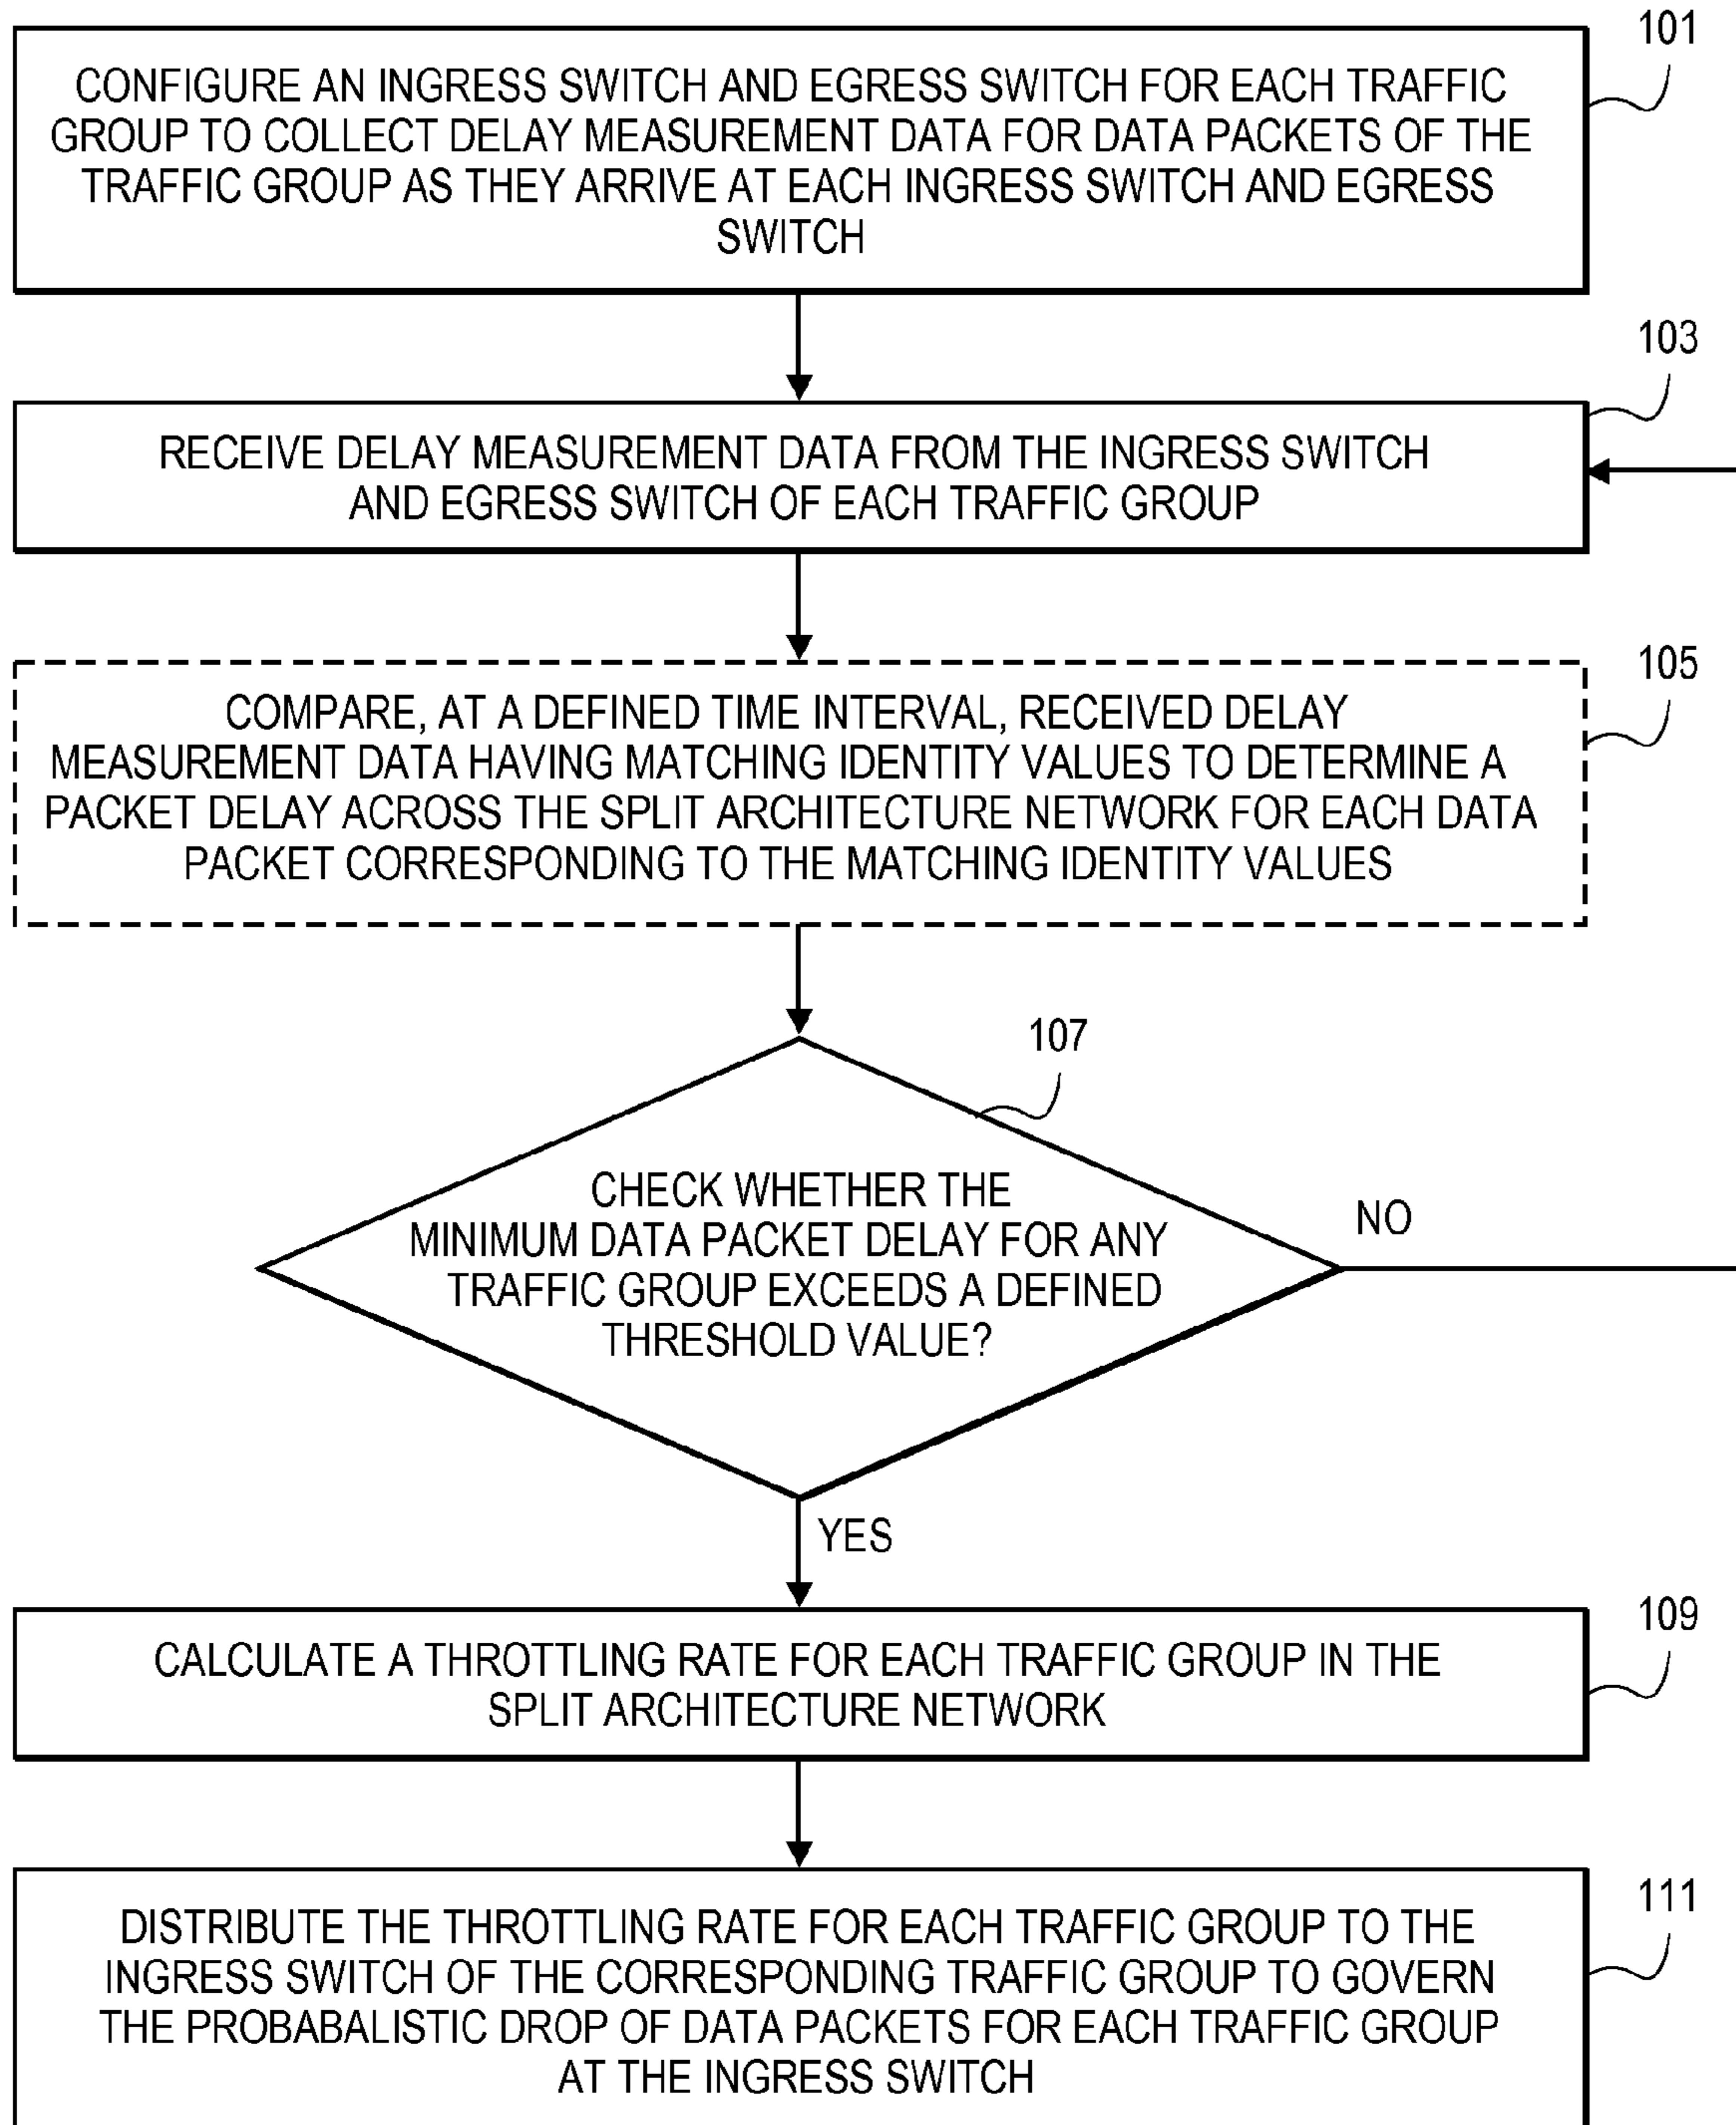 101
CONFIGURE AN INGRESS SWITCH AND EGRESS SWITCH FOR EACH TRAFFIC
GROUP TO COLLECT DELAY MEASUREMENT DATA FOR DATA PACKETS OF THE
TRAFFIC GROUP AS THEY ARRIVE AT EACH INGRESS SWITCH AND EGRESS
SWITCH
103
RECEIVE DELAY MEASUREMENT DATA FROM THE INGRESS SWITCH
AND EGRESS SWITCH OF EACH TRAFFIC GROUP
105
COMPARE, AT A DEFINED TIME INTERVAL, RECEIVED DELAY
MEASUREMENT DATA HAVING MATCHING IDENTITY VALUES TO DETERMINE A
PACKET DELAY ACROSS THE SPLIT ARCHITECTURE NETWORK FOR EACH DATA
PACKET CORRESPONDING TO THE MATCHING IDENTITY VALUES
107
CHECK WHETHER THE
MINIMUM DATA PACKET DELAY FOR ANY
TRAFFIC GROUP EXCEEDS A DEFINED
THRESHOLD VALUE?
NO
YES
109
CALCULATE A THROTTLING RATE FOR EACH TRAFFIC GROUP IN THE
SPLIT ARCHITECTURE NETWORK
111
DISTRIBUTE THE THROTTLING RATE FOR EACH TRAFFIC GROUP TO THE
INGRESS SWITCH OF THE CORRESPONDING TRAFFIC GROUP TO GOVERN
THE PROBABALISTIC DROP OF DATA PACKETS FOR EACH TRAFFIC GROUP
AT THE INGRESS SWITCH